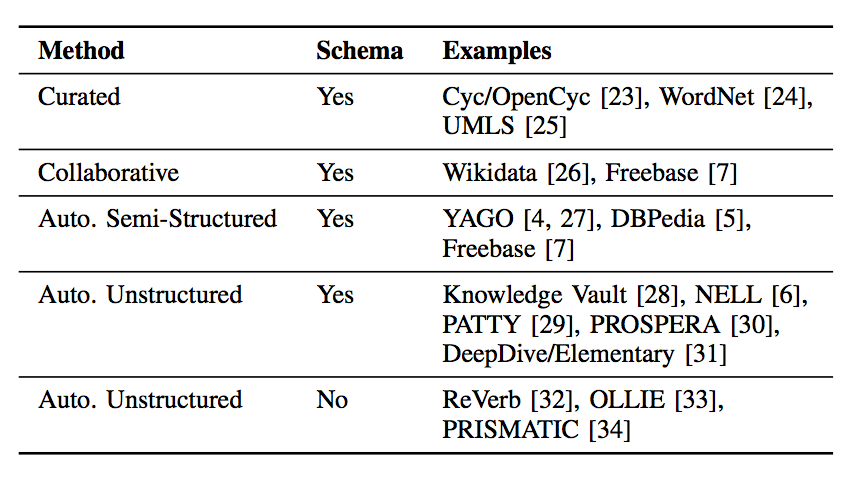 Method Schema Examples
Curated Yes Cyc/OpenCyc [23], WordNet [24],
UMLS [25]
Collaborative Yes Wikidata [26], Freebase [7]
Auto. Semi-Structured Yes YAGO [4, 27], DBPedia [5],
Freebase [7]
Auto. Unstructured Yes Knowledge Vault [28], NELL [6],
PATTY [29], PROSPERA [30],
DeepDive/Elementary [31]
Auto. Unstructured No ReVerb [32], OLLIE [33],
PRISMATIC [34]